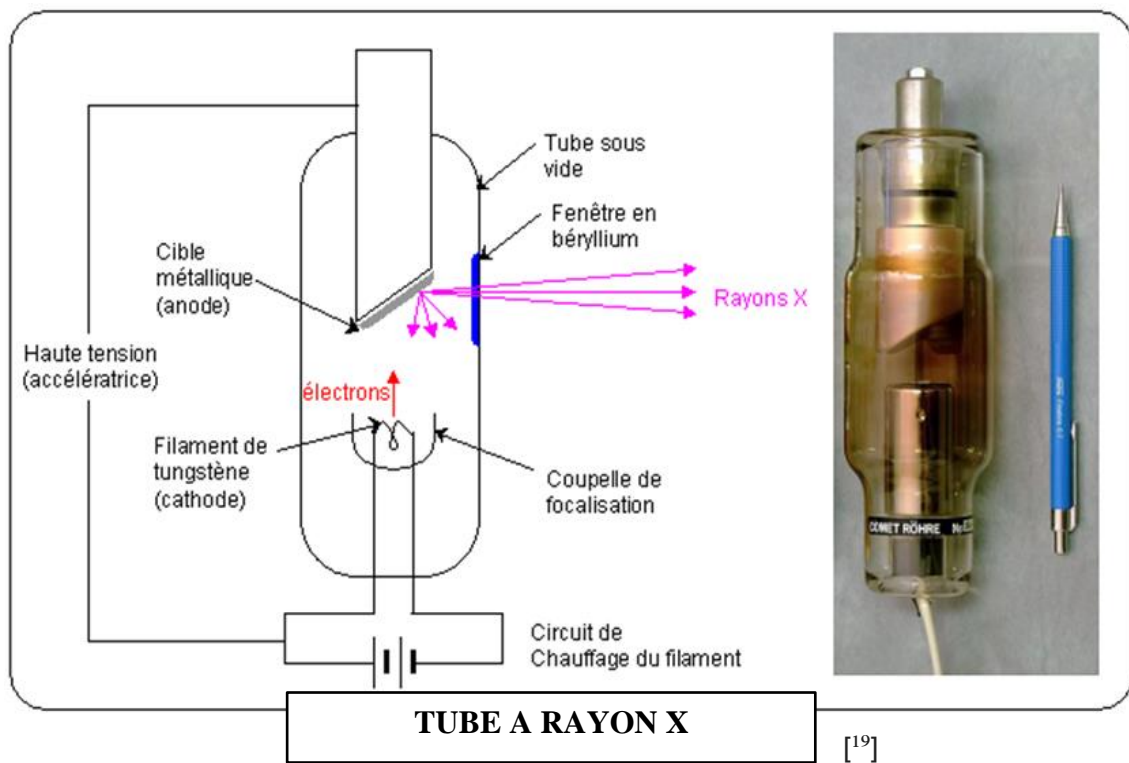 Tube sous
vide
Fenêtre en
béryllium
Cible
métallique
(anode)
Rayons X
Haute tension
(accélératrice)
électrons
Filament de
tungstène
(cathode)
Coupelle de
focalisation
COMET RÖHRE
Circuit de
Chauffage du filament
TUBE A RAYON X
[19]